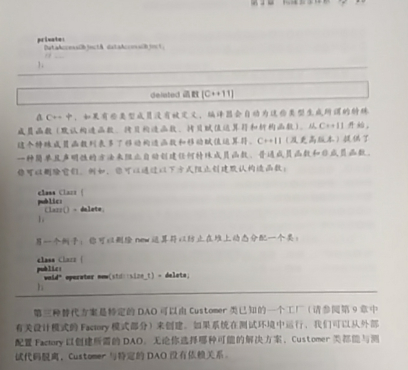 private:
DataAccessObject& dataAccessObject;
// ...
};
deleted 函数 [C++11]
在 C++ 中，如果有些类型成员没有被定义，编译器会自动为这些类型生成所谓的特殊
成员函数（默认构造函数、拷贝构造函数、拷贝赋值运算符和析构函数）。从 C++11 开始，
这个特殊成员函数列表多了移动构造函数和移动赋值运算符。C++11（及更高版本）提供了
一种简单且声明性的方法来阻止自动创建任何特殊成员函数、普通成员函数和非成员函数，
你可以删除它们。例如，你可以通过以下方式阻止创建默认构造函数：
class Clazz {
public:
Clazz() = delete;
};
另一个例子：你可以删除 new 运算符以防止在堆上动态分配一个类：
class Clazz {
public:
void* operator new(std::size_t) = delete;
};
第三种替代方案是特定的 DAO 可以由 Customer 类已知的一个工厂（请参阅第 9 章中
有关设计模式的 Factory 模式部分）来创建。如果系统在测试环境中运行，我们可以从外部
配置 Factory 以创建所需的 DAO。无论你选择哪种可能的解决方案，Customer 类都能与测
试代码脱离，Customer 与特定的 DAO 没有依赖关系。